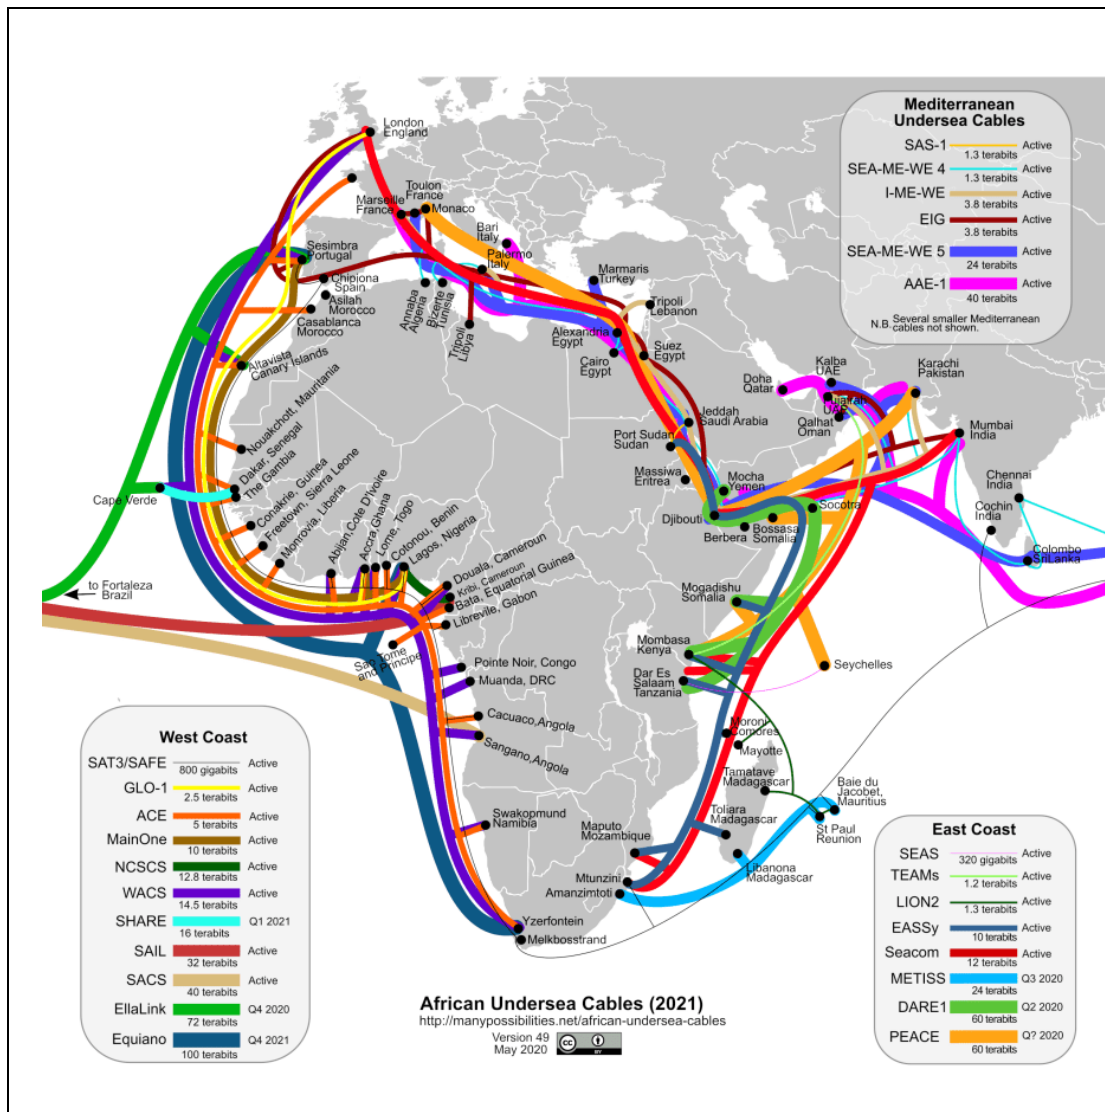 London
England
Toulon
France
Marseille
France
Monaco
Bari
Italy
Palermo
Italy
Marmaris
Turkey
Sesimbra
Portugal
Chipiona
Spain
Asilah
Morocco
Casablanca
Morocco
Annaba
Algeria
Bizerte
Tunisia
Tripoli
Libya
Tripoli
Lebanon
Alexandria
Egypt
Suez
Egypt
Cairo
Egypt
Altavista
Canary Islands
Doha
Qatar
Kalba
UAE
Fujairah
UAE
Qalhat
Oman
Karachi
Pakistan
Mumbai
India
Chennai
India
Cochin
India
Colombo
SriLanka
Jeddah
Saudi Arabia
Port Sudan
Sudan
Massiwa
Eritrea
Mocha
Yemen
Djibouti
Berbera
Bossasa
Somalia
Socotra
Nouakchott, Mauritania
Dakar, Senegal
The Gambia
Cape Verde
Conakrie, Guinea
Freetown, Sierra Leone
Monrovia, Liberia
Abijan,Cote D'Ivoire
Accra,Ghana
Lome, Togo
Cotonou, Benin
Lagos, Nigeria
Douala, Cameroon
Kribi, Cameroon
Bata, Equatorial Guinea
Libreville, Gabon
Sao Tome
and Principe
to Fortaleza
Brazil
Pointe Noir, Congo
Muanda, DRC
Cacuaco,Angola
Sangano,Angola
Swakopmund
Namibia
Yzerfontein
Melkbosstrand
Mogadishu
Somalia
Mombasa
Kenya
Dar Es
Salaam
Tanzania
Seychelles
Moroni
Comores
Mayotte
Tamatave
Madagascar
Toliara
Madagascar
Maputo
Mozambique
Mtunzini
Amanzimtoti
Libanona
Madagascar
Baie du
Jacobet,
Mauritius
St Paul
Reunion
Mediterranean
Undersea Cables
SAS-1 Active
1.3 terabits
SEA-ME-WE 4 Active
1.3 terabits
I-ME-WE Active
3.8 terabits
EIG Active
3.8 terabits
SEA-ME-WE 5 Active
24 terabits
AAE-1 Active
40 terabits
N.B. Several smaller Mediterranean
cables not shown.
West Coast
SAT3/SAFE Active
800 gigabits
GLO-1 Active
2.5 terabits
ACE Active
5 terabits
MainOne Active
10 terabits
NCSCS Active
12.8 terabits
WACS Active
14.5 terabits
SHARE Q1 2021
16 terabits
SAIL Active
32 terabits
SACS Active
40 terabits
EllaLink Q4 2020
72 terabits
Equiano Q4 2021
100 terabits
East Coast
SEAS Active
320 gigabits
TEAMs Active
1.2 terabits
LION2 Active
1.3 terabits
EASSy Active
10 terabits
Seacom Active
12 terabits
METISS Q3 2020
24 terabits
DARE1 Q2 2020
60 terabits
PEACE Q? 2020
60 terabits
African Undersea Cables (2021)
http://manypossibilities.net/african-undersea-cables
Version 49
May 2020
cc
BY